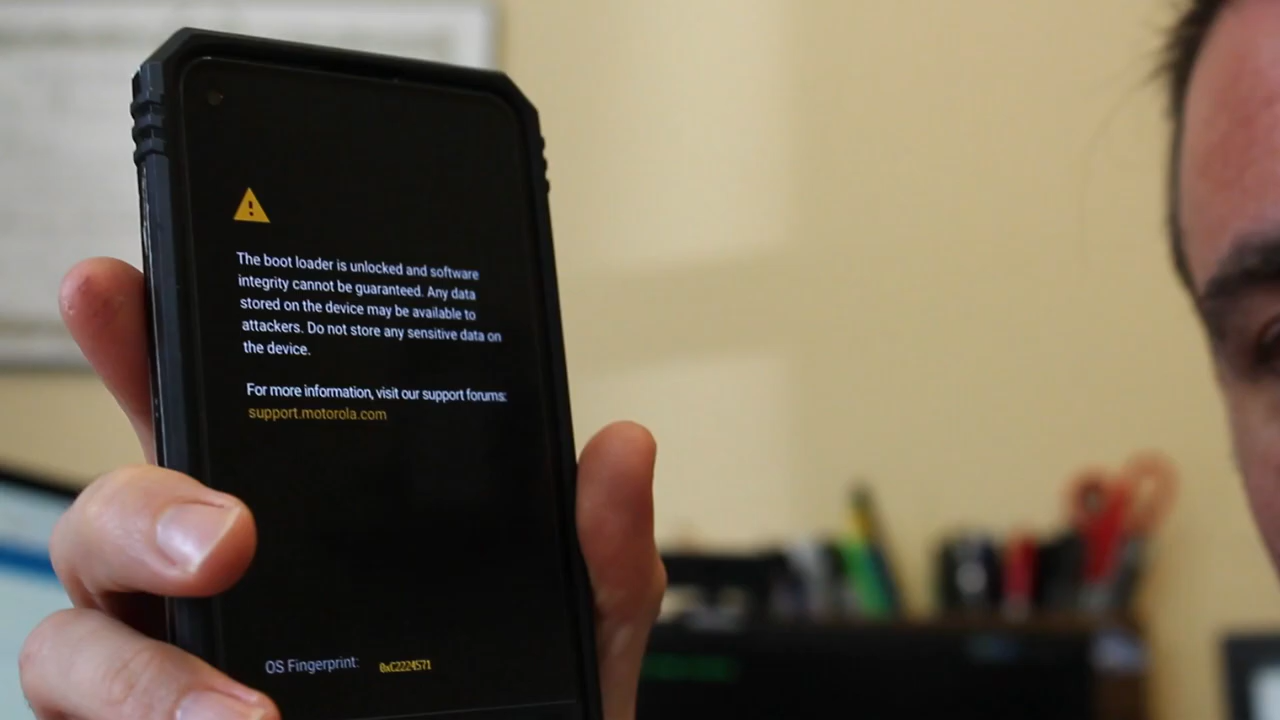 The boot loader is unlocked and software
integrity cannot be guaranteed. Any data
stored on the device may be available to
attackers. Do not store any sensitive data on
the device.
For more information, visit our support forums:
support.motorola.com
OS Fingerprint: 0xC2224571